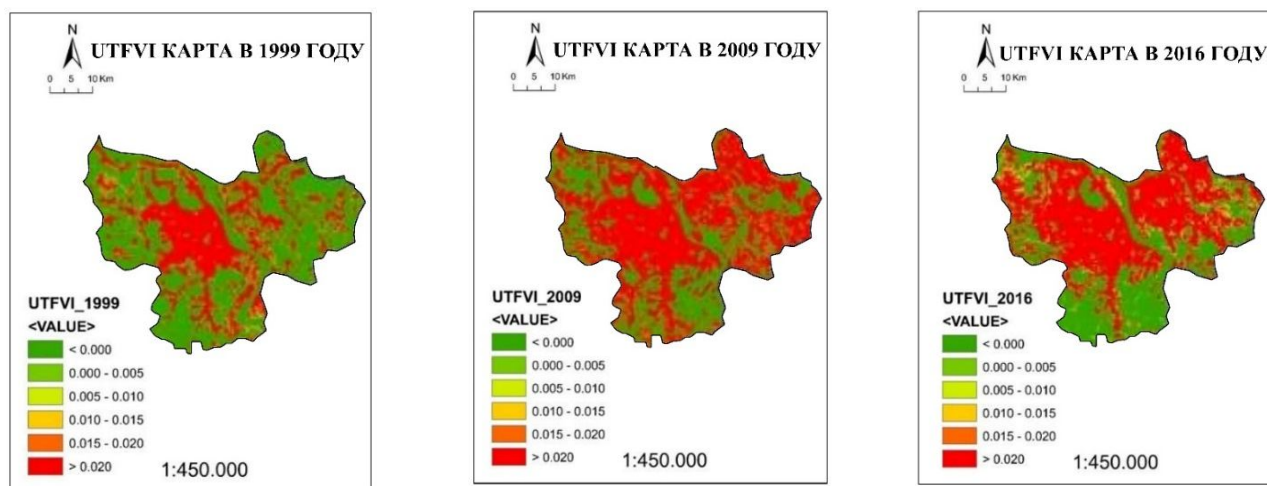 N
UTFVI КАРТА В 1999 ГОДУ
0 5 10 Km
UTFVI_1999
<VALUE>
< 0.000
0.000 - 0.005
0.005 - 0.010
0.010 - 0.015
0.015 - 0.020
> 0.020
1:450.000
N
UTFVI КАРТА В 2009 ГОДУ
0 5 10 Km
UTFVI_2009
<VALUE>
< 0.000
0.000 - 0.005
0.005 - 0.010
0.010 - 0.015
0.015 - 0.020
> 0.020
1:450.000
N
UTFVI КАРТА В 2016 ГОДУ
0 5 10 Km
UTFVI_2016
<VALUE>
< 0.000
0.000 - 0.005
0.005 - 0.010
0.010 - 0.015
0.015 - 0.020
> 0.020
1:450.000